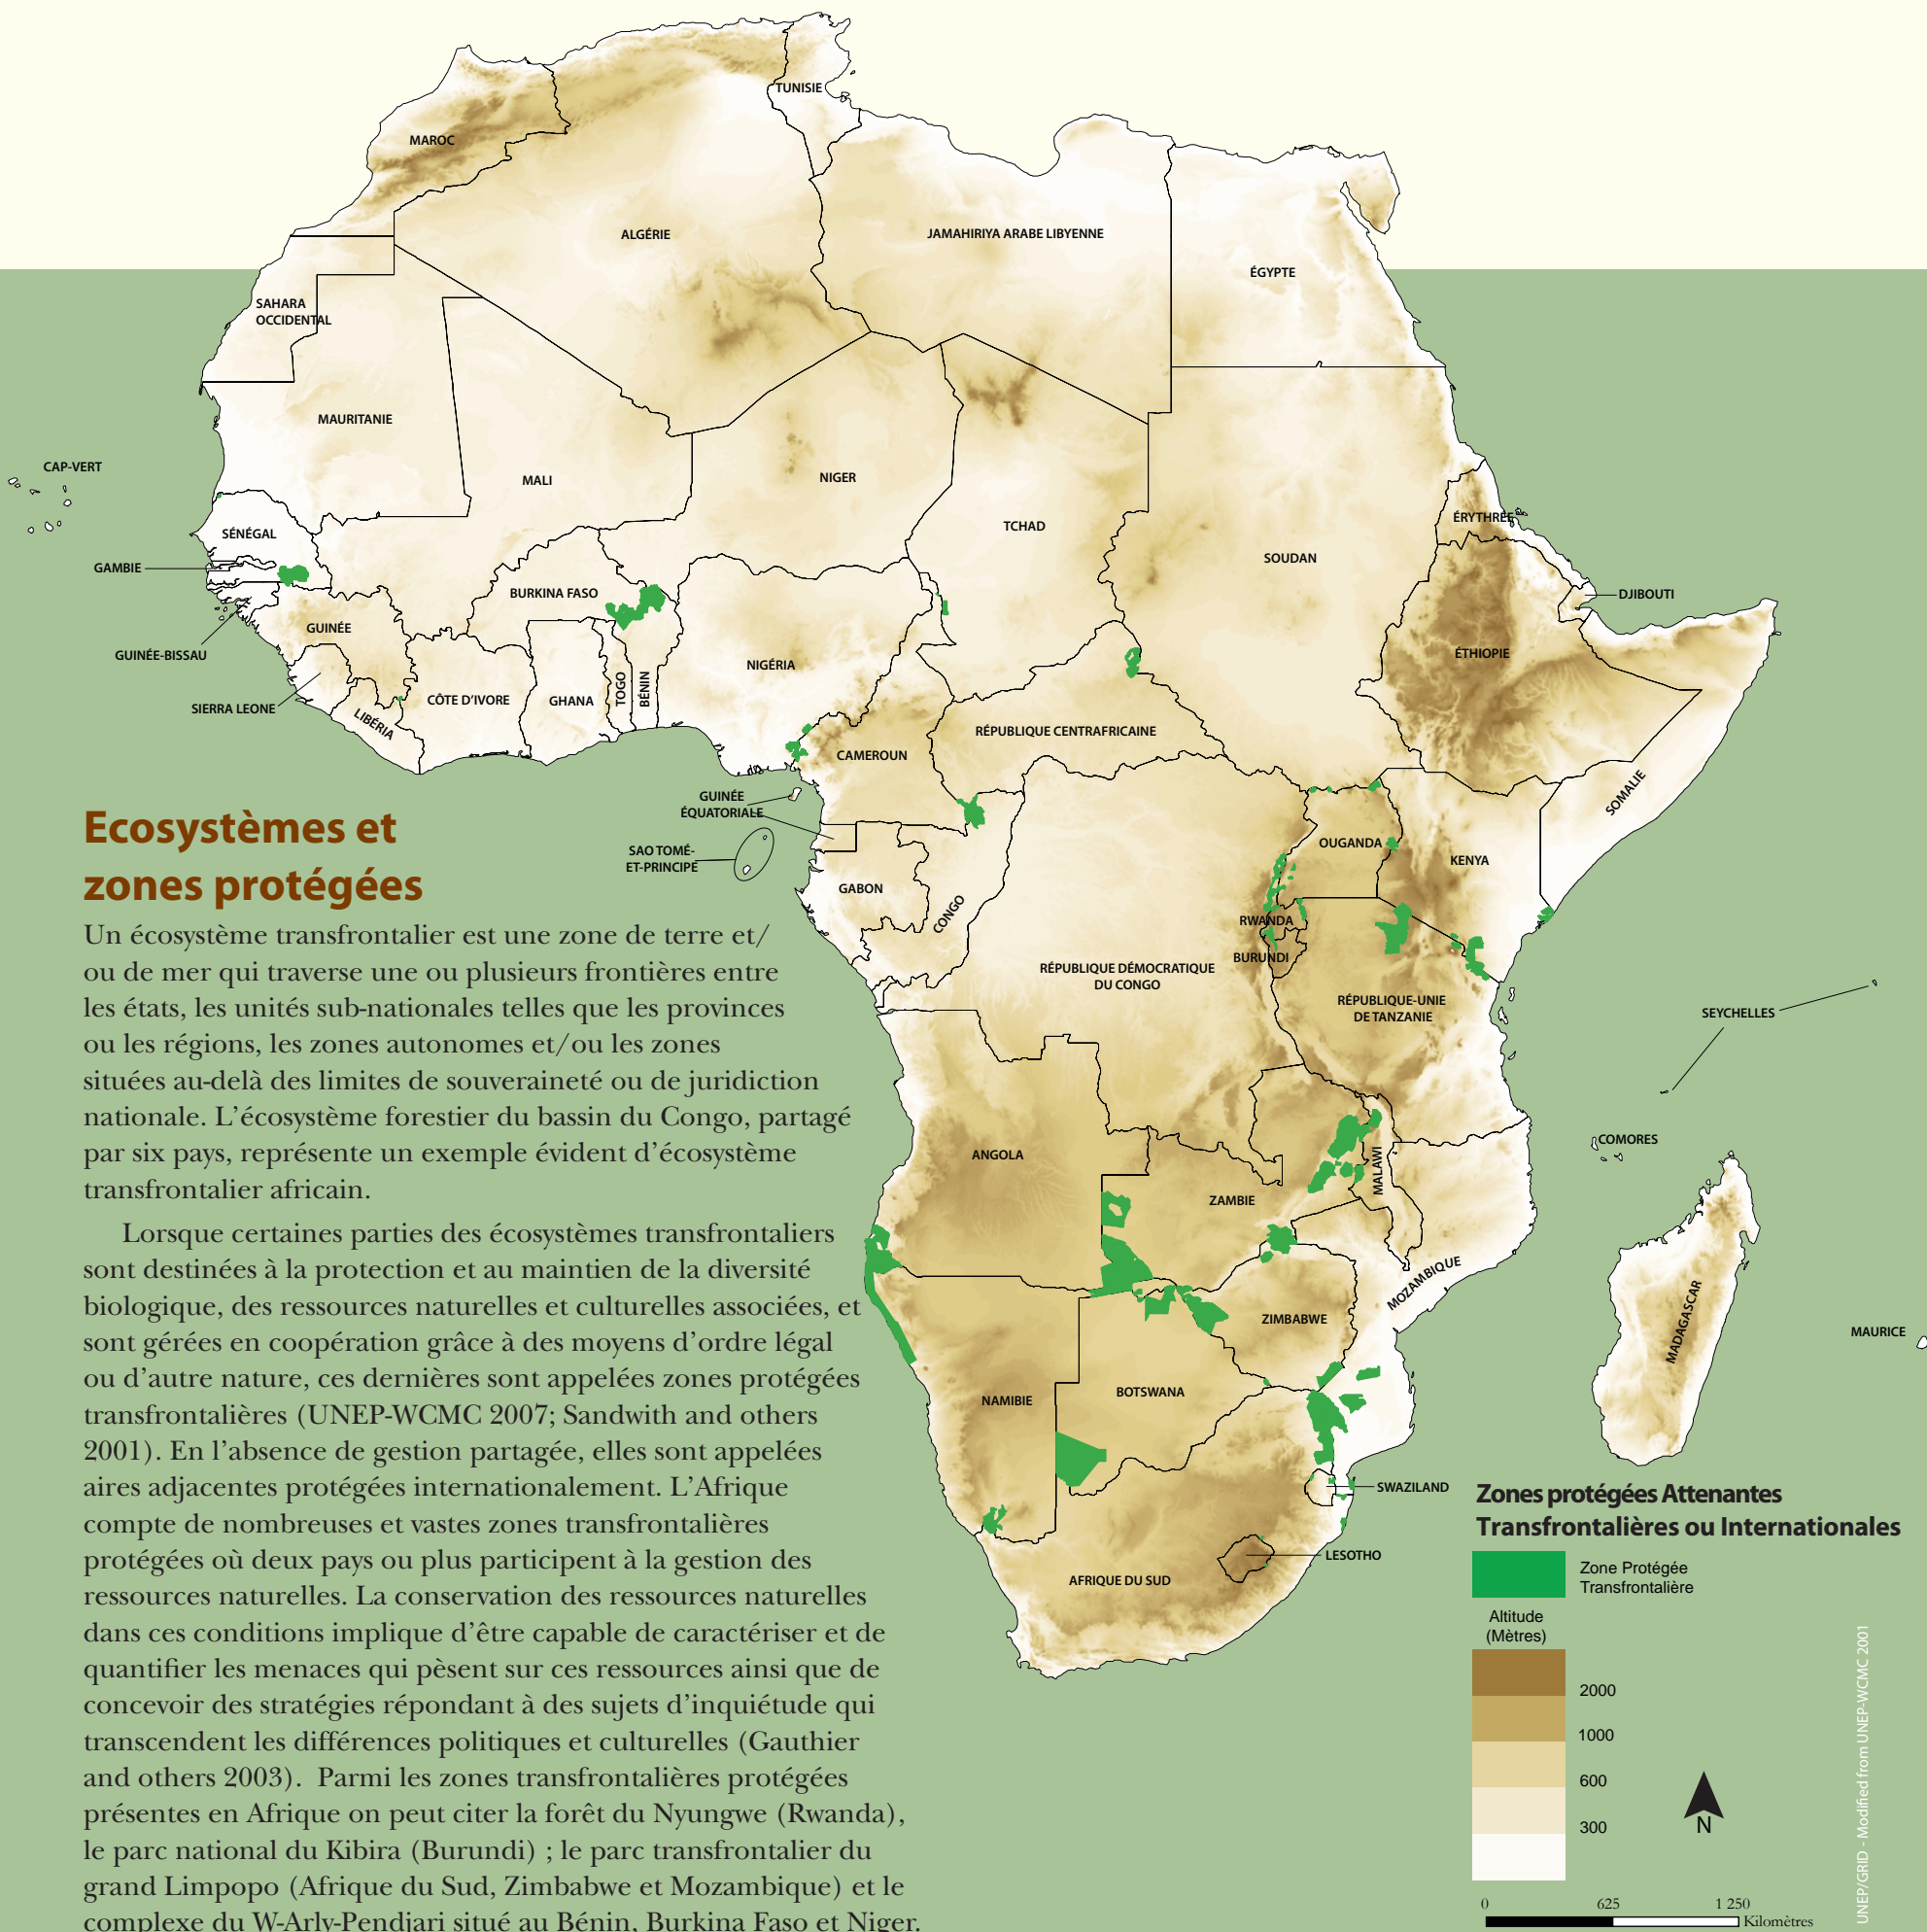 TUNISIE
MAROC
ALGÉRIE
JAMAHIRIYA ARABE LIBYENNE
ÉGYPTE
SAHARA
OCCIDENTAL
MAURITANIE
CAP-VERT
MALI
NIGER
TCHAD
ÉRYTHRÉE
SÉNÉGAL
SOUDAN
GAMBIE
BURKINA FASO
DJIBOUTI
GUINÉE
GUINÉE-BISSAU
NIGÉRIA
ÉTHIOPIE
SIERRA LEONE
LIBÉRIA
CÔTE D'IVORE
GHANA
TOGO
BÉNIN
RÉPUBLIQUE CENTRAFRICAINE
CAMEROUN
SOMALIE
GUINÉE
ÉQUATORIALE
SAO TOMÉ-
ET-PRINCIPE
OUGANDA
KENYA
GABON
CONGO
RWANDA
BURUNDI
RÉPUBLIQUE DÉMOCRATIQUE
DU CONGO
RÉPUBLIQUE-UNIE
DE TANZANIE
SEYCHELLES
COMORES
ANGOLA
MALAWI
ZAMBIE
MOZAMBIQUE
ZIMBABWE
MADAGASCAR
MAURICE
NAMIBIE
BOTSWANA
SWAZILAND
LESOTHO
AFRIQUE DU SUD
Ecosystèmes et
zones protégées
Un écosystème transfrontalier est une zone de terre et/
ou de mer qui traverse une ou plusieurs frontières entre
les états, les unités sub-nationales telles que les provinces
ou les régions, les zones autonomes et/ou les zones
situées au-delà des limites de souveraineté ou de juridiction
nationale. L'écosystème forestier du bassin du Congo, partagé
par six pays, représente un exemple évident d'écosystème
transfrontalier africain.
Lorsque certaines parties des écosystèmes transfrontaliers
sont destinées à la protection et au maintien de la diversité
biologique, des ressources naturelles et culturelles associées, et
sont gérées en coopération grâce à des moyens d'ordre légal
ou d'autre nature, ces dernières sont appelées zones protégées
transfrontalières (UNEP-WCMC 2007; Sandwith and others
2001). En l'absence de gestion partagée, elles sont appelées
aires adjacentes protégées internationalement. L'Afrique
compte de nombreuses et vastes zones transfrontalières
protégées où deux pays ou plus participent à la gestion des
ressources naturelles. La conservation des ressources naturelles
dans ces conditions implique d'être capable de caractériser et de
quantifier les menaces qui pèsent sur ces ressources ainsi que de
concevoir des stratégies répondant à des sujets d'inquiétude qui
transcendent les différences politiques et culturelles (Gauthier
and others 2003). Parmi les zones transfrontalières protégées
présentes en Afrique on peut citer la forêt du Nyungwe (Rwanda),
le parc national du Kibira (Burundi) ; le parc transfrontalier du
grand Limpopo (Afrique du Sud, Zimbabwe et Mozambique) et le
complexe du W-Arly-Pendjari situé au Bénin, Burkina Faso et Niger.
Zones protégées Attenantes
Transfrontalières ou Internationales
Zone Protégée
Transfrontalière
Altitude
(Mètres)
2000
1000
600
300
N
0 625 1 250
Kilomètres
UNEP/GRID - Modified from UNEP-WCMC 2001